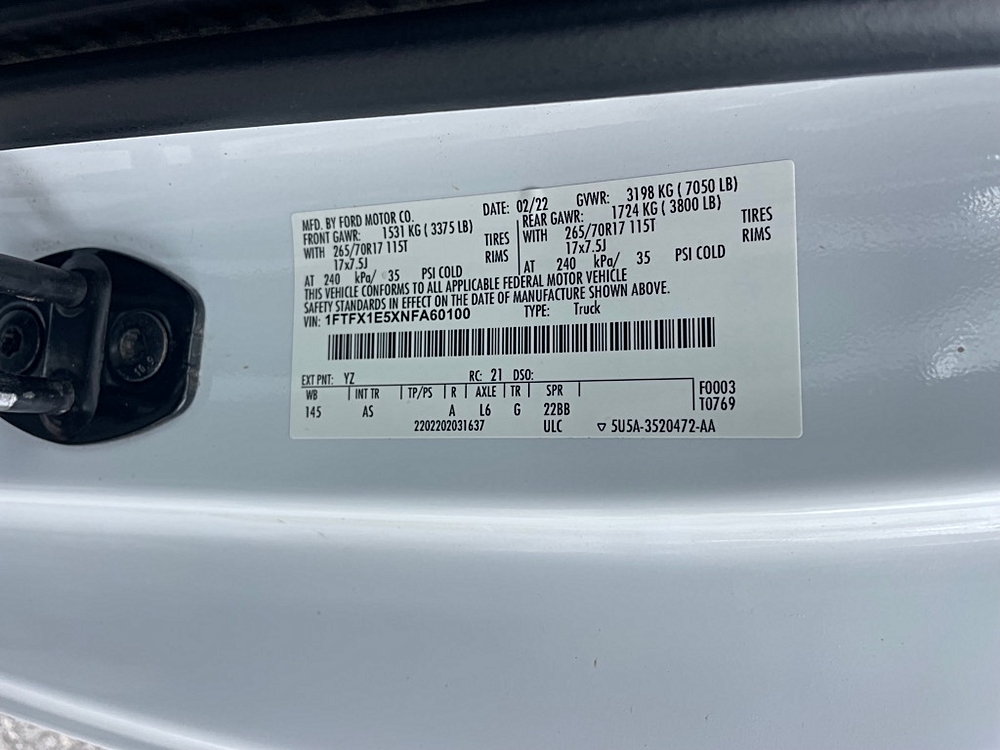 MFD. BY FORD MOTOR CO. DATE: 02/22 GVWR: 3198 KG ( 7050 LB)
FRONT GAWR: 1531 KG ( 3375 LB) REAR GAWR: 1724 KG ( 3800 LB)
WITH 265/70R17 115T TIRES WITH 265/70R17 115T TIRES
17x7.5J RIMS 17x7.5J RIMS
AT 240 kPa/ 35 PSI COLD AT 240 kPa/ 35 PSI COLD
THIS VEHICLE CONFORMS TO ALL APPLICABLE FEDERAL MOTOR VEHICLE
SAFETY STANDARDS IN EFFECT ON THE DATE OF MANUFACTURE SHOWN ABOVE.
VIN: 1FTFX1E5XNFA60100 TYPE: Truck
EXT PNT: YZ RC: 21 DSO:
WB | INT TR | TP/PS | R | AXLE | TR | SPR F0003
145 AS A L6 G 22BB T0769
2202202031637 ULC ▽ 5U5A-3520472-AA